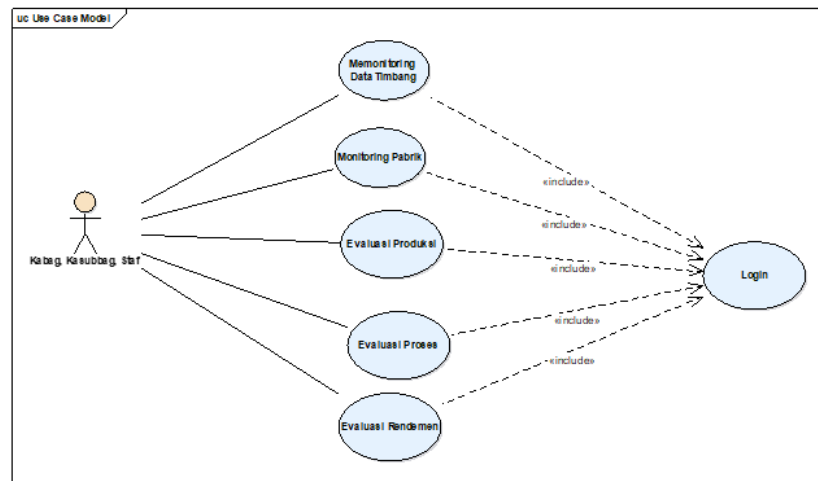 uc Use Case Model
Memonitoring
Data Timbang
Monitoring Pabrik
Evaluasi Produksi
Evaluasi Proses
Evaluasi Rendemen
Kabag, Kasubbag, Staf
«include»
«include»
«include»
«include»
«include»
Login